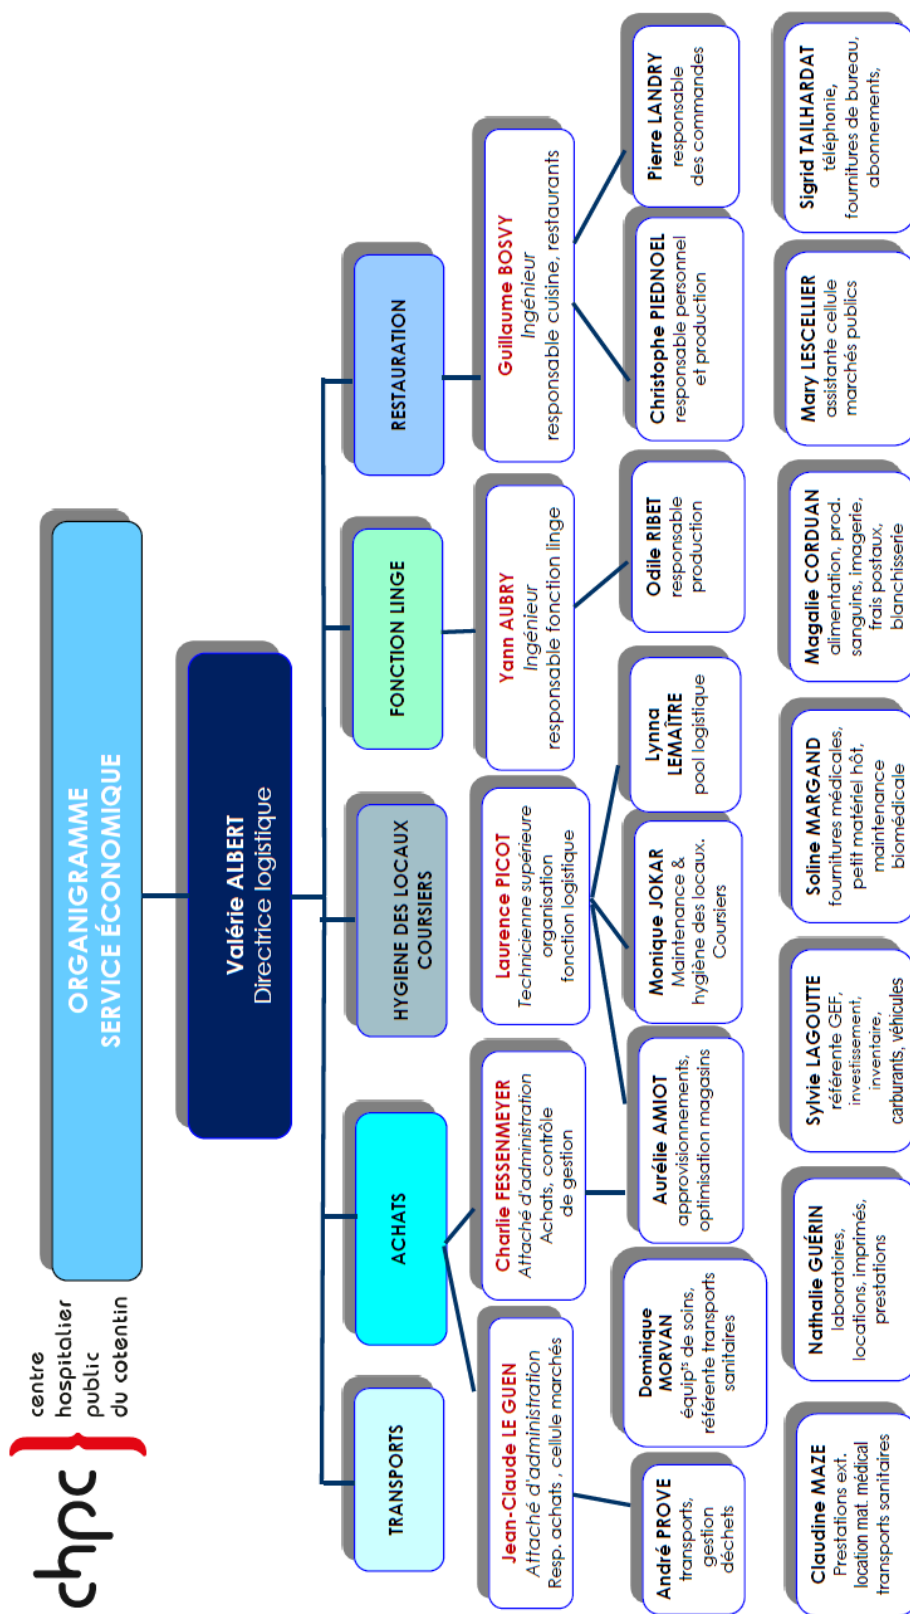 chpc
centre
hospitalier
public
du cotentin
ORGANIGRAMME
SERVICE ÉCONOMIQUE
Valérie ALBERT
Directrice logistique
TRANSPORTS
ACHATS
HYGIENE DES LOCAUX
COURSIERS
FONCTION LINGE
RESTAURATION
Jean-Claude LE GUEN
Attaché d'administration
Resp. achats , cellule marchés
Charlie FESSENMEYER
Attaché d'administration
Achats, contrôle
de gestion
Laurence PICOT
Technicienne supérieure
organisation
fonction logistique
Yann AUBRY
Ingénieur
responsable fonction linge
Guillaume BOSVY
Ingénieur
responsable cuisine, restaurants
André PROVE
transports,
gestion
déchets
Dominique
MORVAN
équip ts de soins,
référente transports
sanitaires
Aurélie AMIOT
approvisionnements,
optimisation magasins
Monique JOKAR
Maintenance &
hygiène des locaux.
Coursiers
Lynna
LEMAÎTRE
pool logistique
Odile RIBET
responsable
production
Christophe PIEDNOEL
responsable personnel
et production
Pierre LANDRY
responsable
des commandes
Claudine MAZE
Prestations ext.
location mat. médical
transports sanitaires
Nathalie GUÉRIN
laboratoires,
locations, imprimés,
prestations
Sylvie LAGOUTTE
référente GEF,
investissement,
inventaire,
carburants, véhicules
Soline MARGAND
fournitures médicales,
petit matériel hôt,
maintenance
biomédicale
Magalie CORDUAN
alimentation, prod.
sanguins, imagerie,
frais postaux,
blanchisserie
Mary LESCELLIER
assistante cellule
marchés publics
Sigrid TAILHARDAT
téléphonie,
fournitures de bureau,
abonnements,